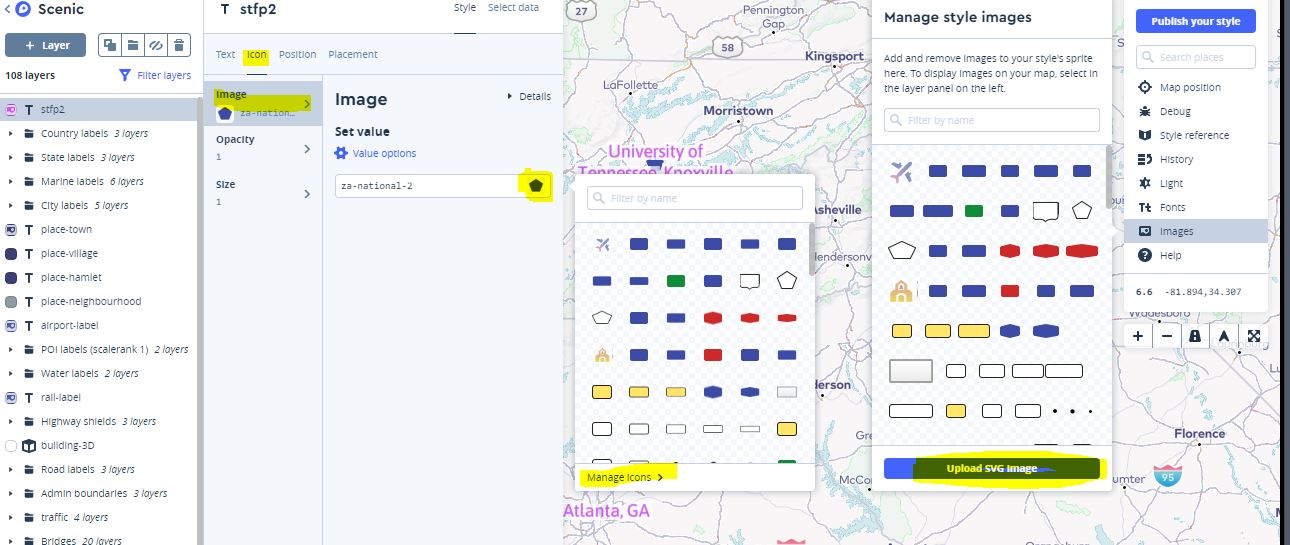 Scenic
+ Layer
108 layers
Filter layers
stfp2
Country labels 3 layers
State labels 3 layers
Marine labels 6 layers
City labels 5 layers
place-town
place-village
place-hamlet
place-neighbourhood
airport-label
POI labels (scalerank 1) 2 layers
Water labels 2 layers
rail-label
Highway shields 3 layers
building-3D
Road labels 3 layers
Admin boundaries 3 layers
traffic 4 layers
Bridges 20 layers
T stfp2
Style
Select data
Text
Icon
Position
Placement
Image
za-nation...
Opacity
1
Size
1
Image
Details
Set value
Value options
za-national-2
27
Pennington
Gap
58
Kingsport
LaFollette
Morristown
University of
Tennessee, Knoxville
Asheville
Hendersonv
derson
Gre
McCo
Atlanta, GA
Filter by name
Manage icons
Manage style images
Add and remove images to your style's sprite
here. To display images on your map, select in
the layer panel on the left.
Filter by name
Upload SVG image
Publish your style
Search places
Map position
Debug
Style reference
History
Light
Fonts
Images
Help
6.6 -81.894,34.307
Wadesboro
Lu
Florence
95
umter